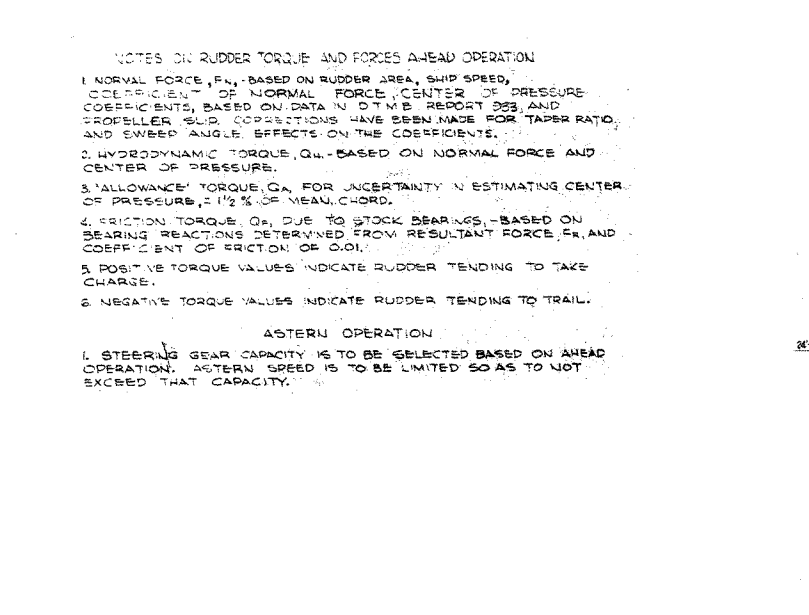 NOTES ON RUDDER TORQUE AND FORCES AHEAD OPERATION
1. NORMAL FORCE, FN, - BASED ON RUDDER AREA, SHIP SPEED,
COEFFICIENT OF NORMAL FORCE, CENTER OF PRESSURE
COEFFICIENTS, BASED ON DATA IN DTMB REPORT 933, AND
PROPELLER SLIP. CORRECTIONS HAVE BEEN MADE FOR TAPER RATIO
AND SWEEP ANGLE EFFECTS ON THE COEFFICIENTS.
2. HYDRODYNAMIC TORQUE, QH, - BASED ON NORMAL FORCE AND
CENTER OF PRESSURE.
3. 'ALLOWANCE' TORQUE, QA, FOR UNCERTAINTY IN ESTIMATING CENTER
OF PRESSURE, ± 1 1/2 % OF MEAN CHORD.
4. FRICTION TORQUE, QF, DUE TO STOCK BEARINGS, - BASED ON
BEARING REACTIONS DETERMINED FROM RESULTANT FORCE, FR, AND
COEFFICIENT OF FRICTION OF 0.01.
5. POSITIVE TORQUE VALUES INDICATE RUDDER TENDING TO TAKE
CHARGE.
6. NEGATIVE TORQUE VALUES INDICATE RUDDER TENDING TO TRAIL.
ASTERN OPERATION
1. STEERING GEAR CAPACITY IS TO BE SELECTED BASED ON AHEAD
OPERATION. ASTERN SPEED IS TO BE LIMITED SO AS TO NOT
EXCEED THAT CAPACITY.